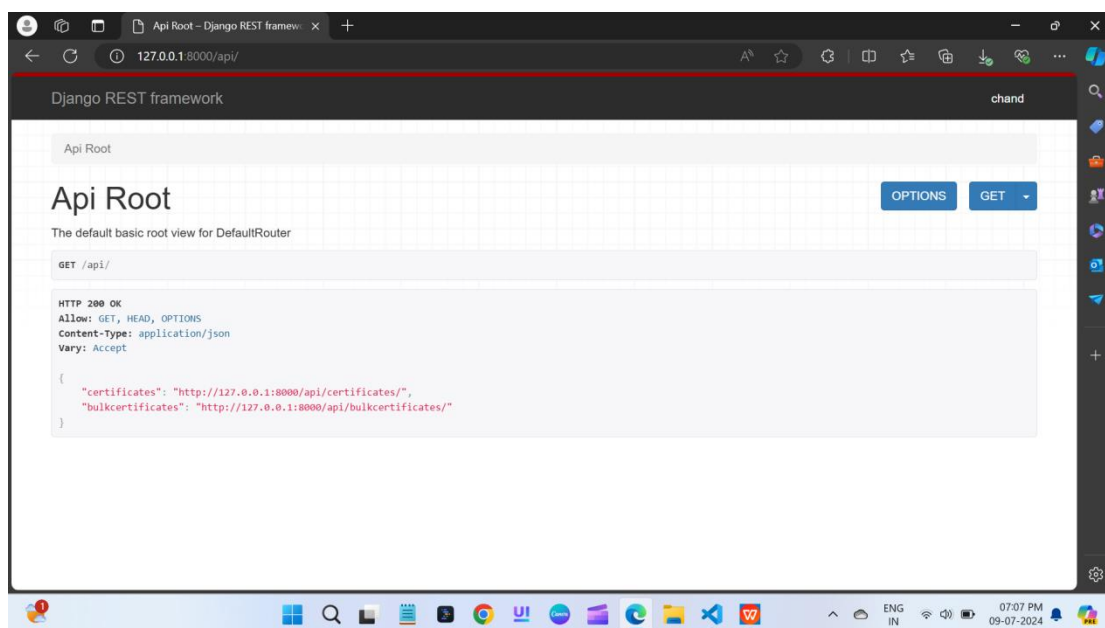 Api Root – Django REST framew
127.0.0.1:8000/api/
Django REST framework
chand
Api Root
Api Root
OPTIONS
GET
The default basic root view for DefaultRouter
GET /api/
HTTP 200 OK
Allow: GET, HEAD, OPTIONS
Content-Type: application/json
Vary: Accept
{
"certificates": "http://127.0.0.1:8000/api/certificates/",
"bulkcertificates": "http://127.0.0.1:8000/api/bulkcertificates/"
}
1
ENG
IN
07:07 PM
09-07-2024